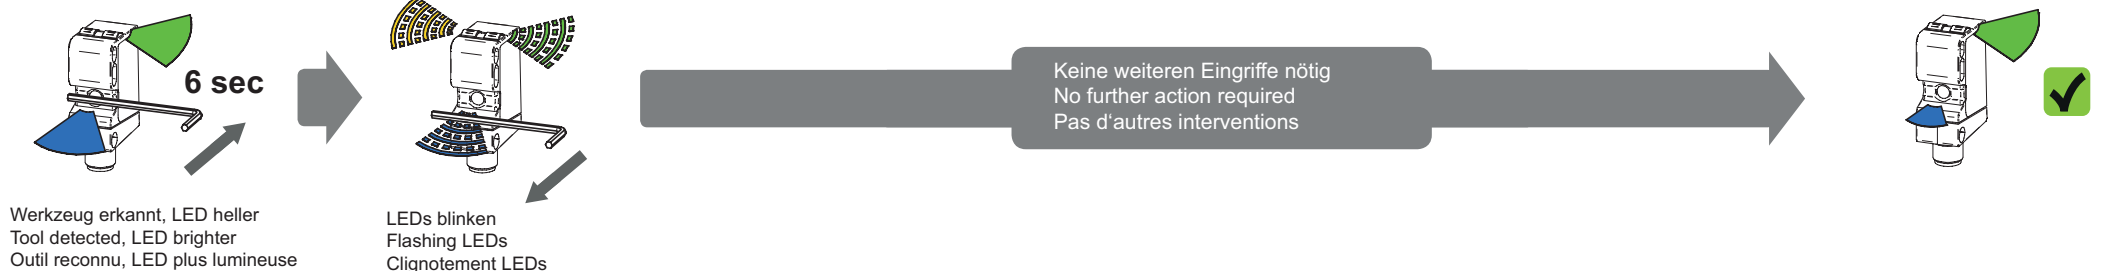 6 sec
Keine weiteren Eingriffe nötig
No further action required
Pas d‘autres interventions
Werkzeug erkannt, LED heller
Tool detected, LED brighter
Outil reconnu, LED plus lumineuse
LEDs blinken
Flashing LEDs
Clignotement LEDs